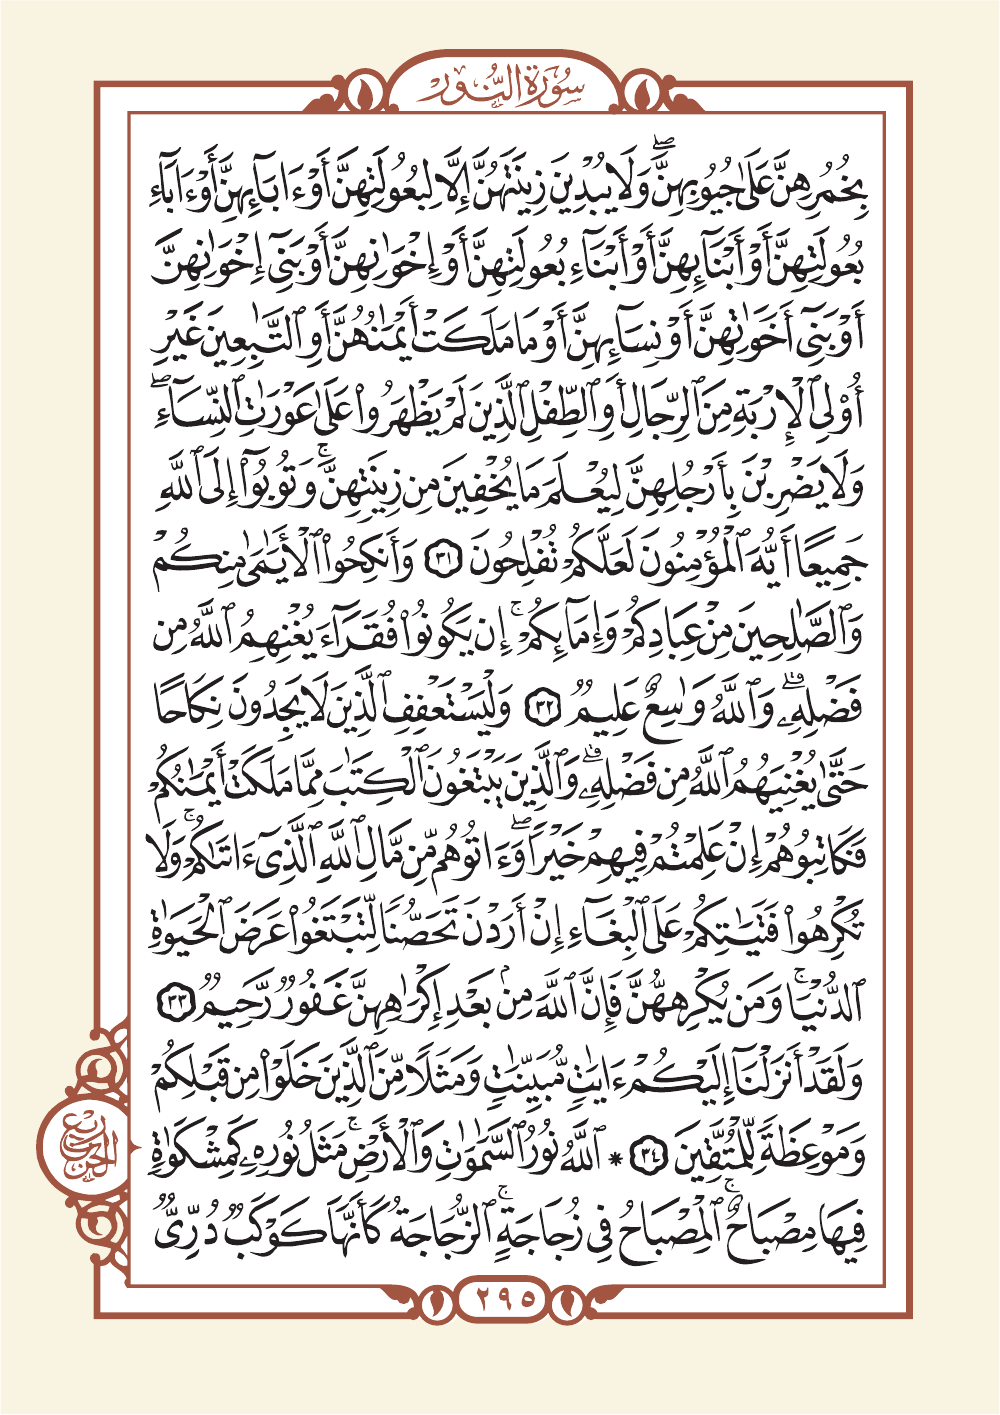 سُورَةُ النُّورِ
بِخُمُرِهِنَّ عَلَىٰ جُيُوبِهِنَّۖ وَلَا يُبۡدِينَ زِينَتَهُنَّ إِلَّا لِبُعُولَتِهِنَّ أَوۡ ءَابَآئِهِنَّ أَوۡ ءَابَآءِ
بُعُولَتِهِنَّ أَوۡ أَبۡنَآئِهِنَّ أَوۡ أَبۡنَآءِ بُعُولَتِهِنَّ أَوۡ إِخۡوَٰنِهِنَّ أَوۡ بَنِيٓ إِخۡوَٰنِهِنَّ
أَوۡ بَنِيٓ أَخَوَٰتِهِنَّ أَوۡ نِسَآئِهِنَّ أَوۡ مَا مَلَكَتۡ أَيۡمَٰنُهُنَّ أَوِ ٱلتَّٰبِعِينَ غَيۡرِ
أُوْلِي ٱلۡإِرۡبَةِ مِنَ ٱلرِّجَالِ أَوِ ٱلطِّفۡلِ ٱلَّذِينَ لَمۡ يَظۡهَرُواْ عَلَىٰ عَوۡرَٰتِ ٱلنِّسَآءِۖ
وَلَا يَضۡرِبۡنَ بِأَرۡجُلِهِنَّ لِيُعۡلَمَ مَا يُخۡفِينَ مِن زِينَتِهِنَّۚ وَتُوبُوٓاْ إِلَى ٱللَّهِ
جَمِيعًا أَيُّهَ ٱلۡمُؤۡمِنُونَ لَعَلَّكُمۡ تُفۡلِحُونَ ٣١ وَأَنكِحُواْ ٱلۡأَيَٰمَىٰ مِنكُمۡ
وَٱلصَّٰلِحِينَ مِنۡ عِبَادِكُمۡ وَإِمَآئِكُمۡۚ إِن يَكُونُواْ فُقَرَآءَ يُغۡنِهِمُ ٱللَّهُ مِن
فَضۡلِهِۦۗ وَٱللَّهُ وَٰسِعٌ عَلِيمٞ ٣٢ وَلۡيَسۡتَعۡفِفِ ٱلَّذِينَ لَا يَجِدُونَ نِكَاحًا
حَتَّىٰ يُغۡنِيَهُمُ ٱللَّهُ مِن فَضۡلِهِۦۗ وَٱلَّذِينَ يَبۡتَغُونَ ٱلۡكِتَٰبَ مِمَّا مَلَكَتۡ أَيۡمَٰنُكُمۡ
فَكَاتِبُوهُمۡ إِنۡ عَلِمۡتُمۡ فِيهِمۡ خَيۡرٗاۖ وَءَاتُوهُم مِّن مَّالِ ٱللَّهِ ٱلَّذِيٓ ءَاتَىٰكُمۡۚ وَلَا
تُكۡرِهُواْ فَتَيَٰتِكُمۡ عَلَى ٱلۡبِغَآءِ إِنۡ أَرَدۡنَ تَحَصُّنٗا لِّتَبۡتَغُواْ عَرَضَ ٱلۡحَيَوٰةِ
ٱلدُّنۡيَاۚ وَمَن يُكۡرِههُّنَّ فَإِنَّ ٱللَّهَ مِنۢ بَعۡدِ إِكۡرَٰهِهِنَّ غَفُورٞ رَّحِيمٞ ٣٣
وَلَقَدۡ أَنزَلۡنَآ إِلَيۡكُمۡ ءَايَٰتٖ مُّبَيِّنَٰتٖ وَمَثَلٗا مِّنَ ٱلَّذِينَ خَلَوۡاْ مِن قَبۡلِكُمۡ
وَمَوۡعِظَةٗ لِّلۡمُتَّقِينَ ٣٤ * ٱللَّهُ نُورُ ٱلسَّمَٰوَٰتِ وَٱلۡأَرۡضِۚ مَثَلُ نُورِهِۦ كَمِشۡكَوٰةٖ
فِيهَا مِصۡبَاحٌۖ ٱلۡمِصۡبَاحُ فِي زُجَاجَةٍۖ ٱلزُّجَاجَةُ كَأَنَّهَا كَوۡكَبٞ دُرِّيّٞ
ربع الحزب
٢٩٥